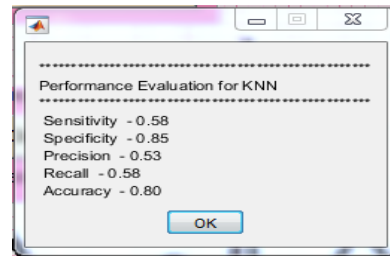 **************************************************
Performance Evaluation for KNN
**************************************************
Sensitivity - 0.58
Specificity - 0.85
Precision - 0.53
Recall - 0.58
Accuracy - 0.80
OK